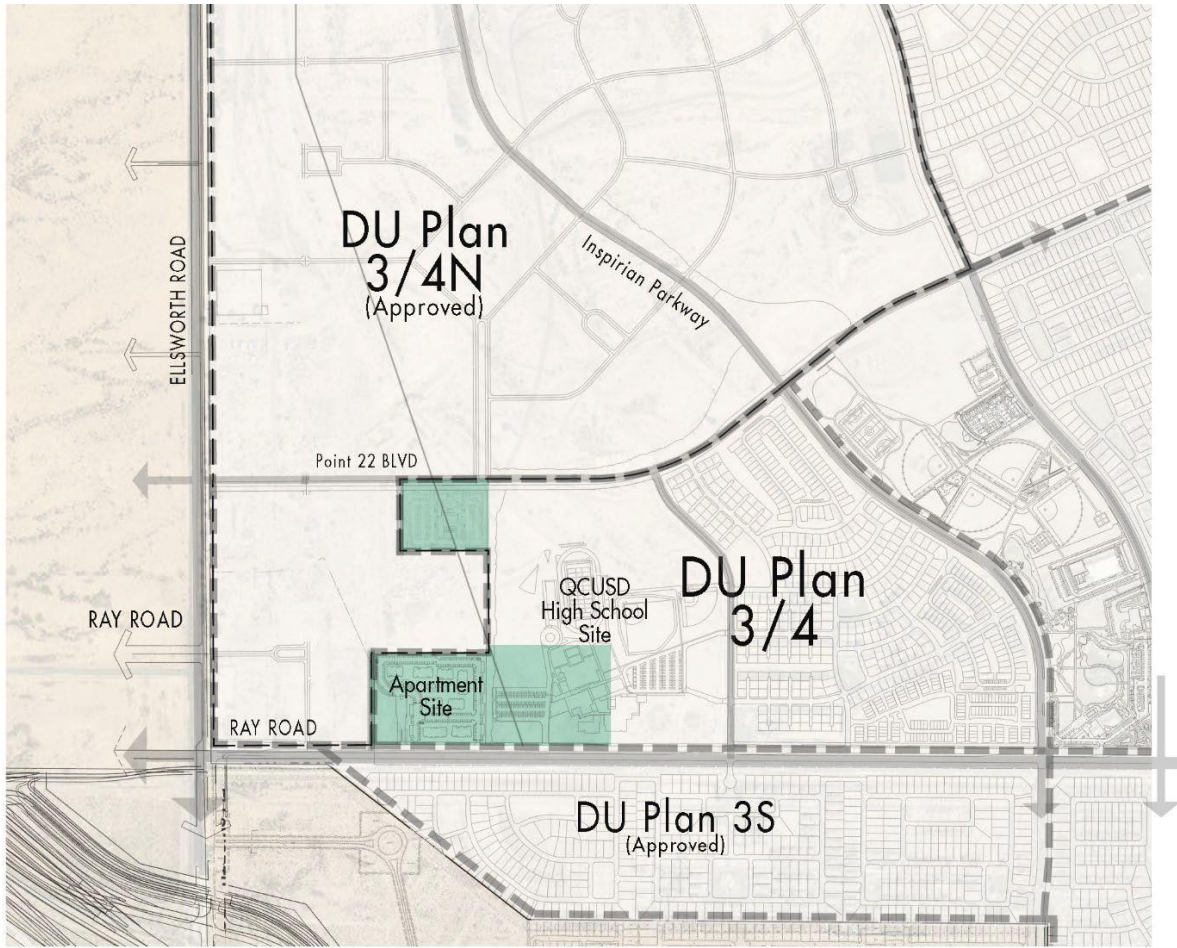 DU Plan
3/4N
(Approved)
ELLSWORTH ROAD
Inspirian Parkway
Point 22 BLVD
QCUSD
High School
Site
DU Plan
3/4
RAY ROAD
Apartment
Site
RAY ROAD
DU Plan 3S
(Approved)